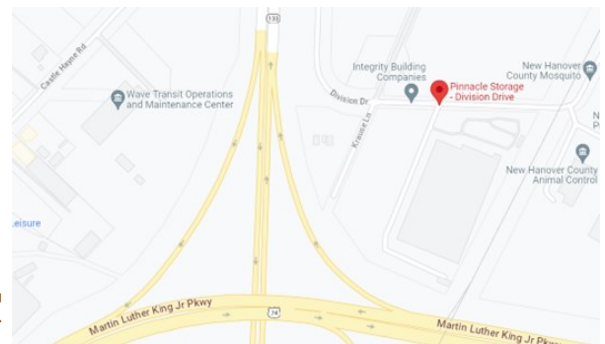 133
Castle Hayne Rd
Wave Transit Operations
and Maintenance Center
Integrity Building
Companies
Division Dr
Krause Ln
Pinnacle Storage
- Division Drive
New Hanover
County Mosquito
N
P
New Hanover County
Animal Control
eisure
Martin Luther King Jr Pkwy
74
Martin Luther King Jr Pkwy